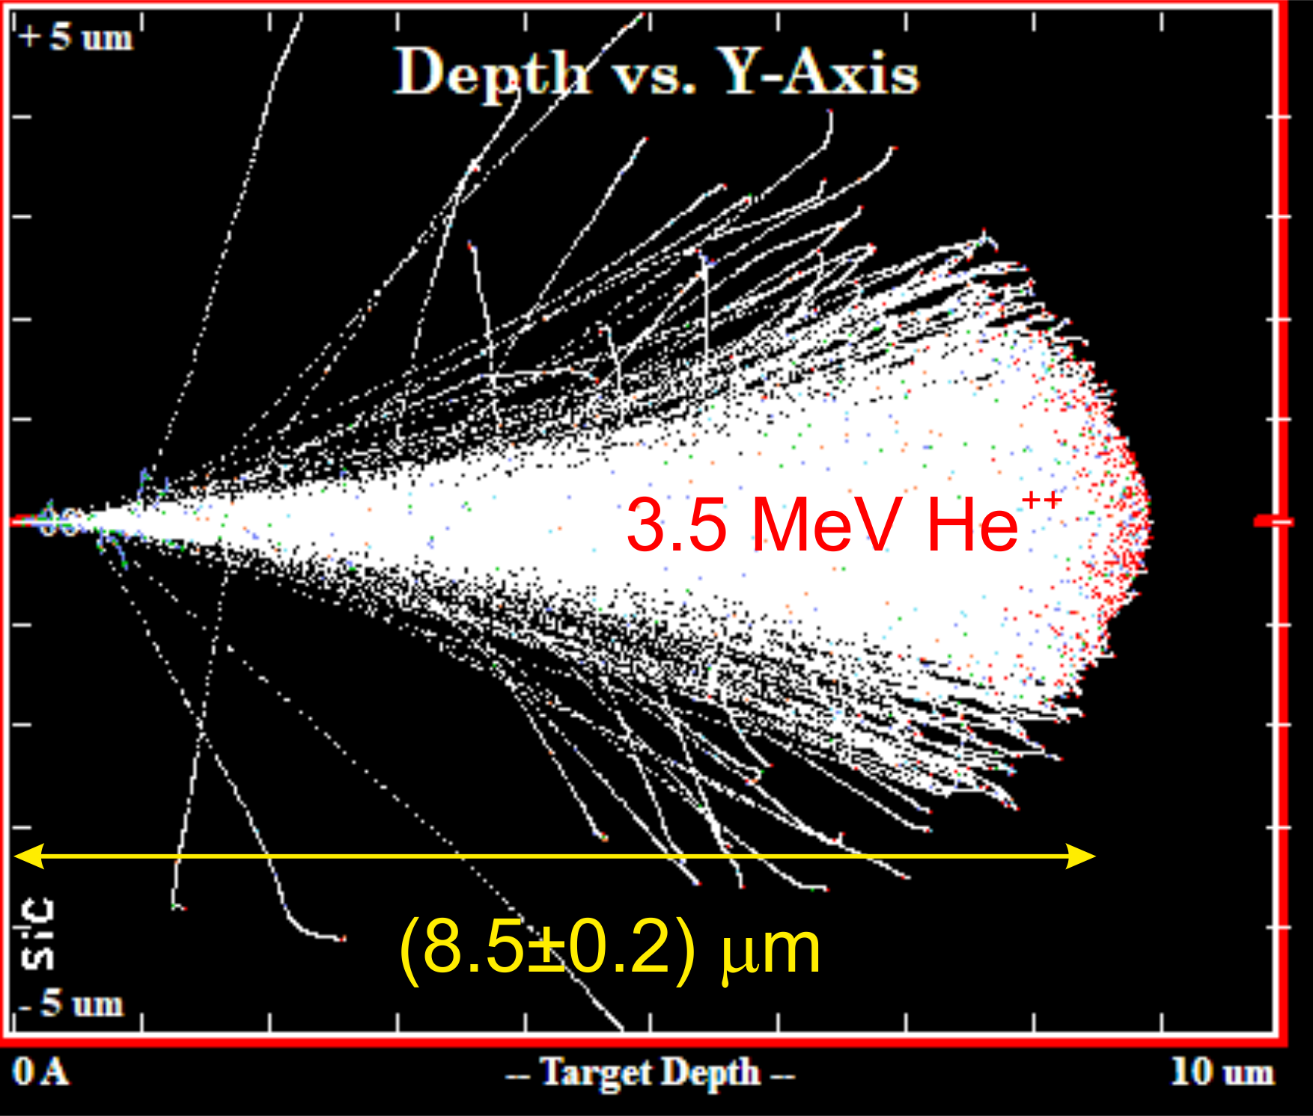 + 5 um
Depth vs. Y-Axis
3.5 MeV He++
(8.5±0.2) μm
SiC
- 5 um
0 A
-- Target Depth --
10 um